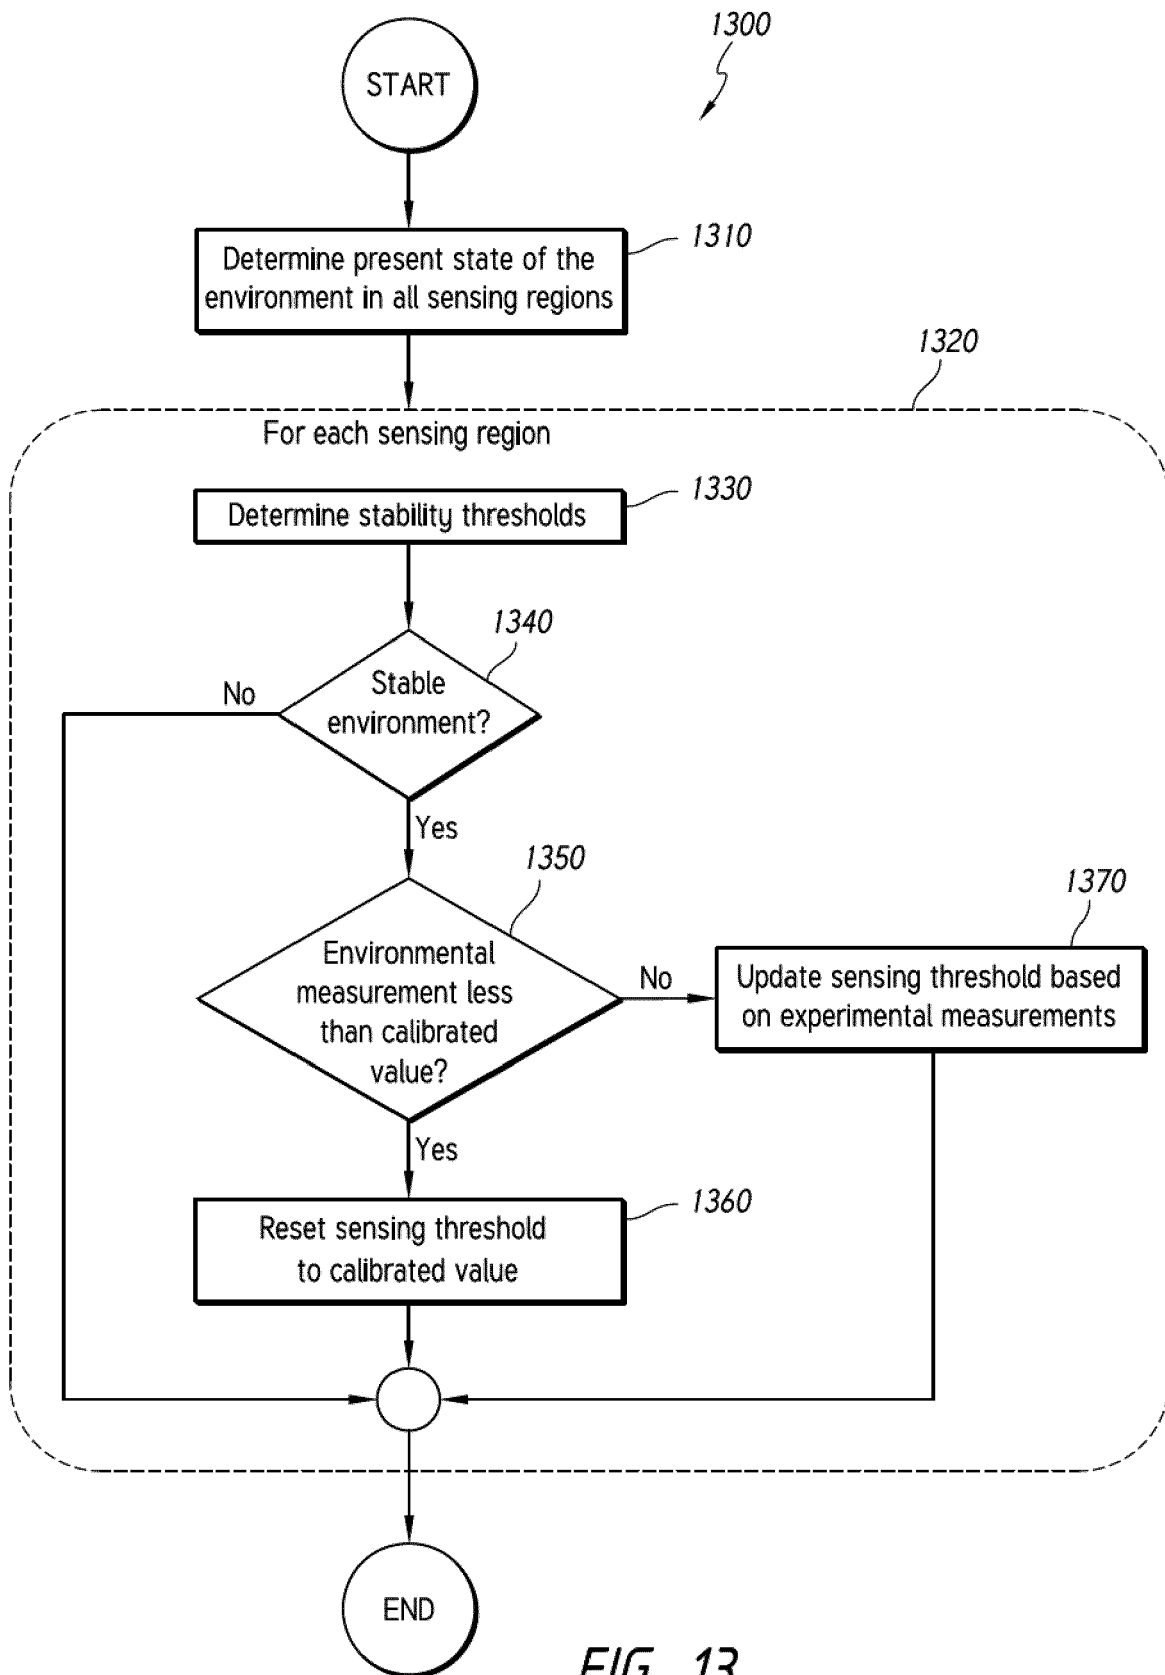 1300
START
1310
Determine present state of the
environment in all sensing regions
1320
For each sensing region
1330
Determine stability thresholds
1340
Stable
environment?
No
Yes
1350
Environmental
measurement less
than calibrated
value?
No
1370
Update sensing threshold based
on experimental measurements
Yes
1360
Reset sensing threshold
to calibrated value
END
FIG. 13